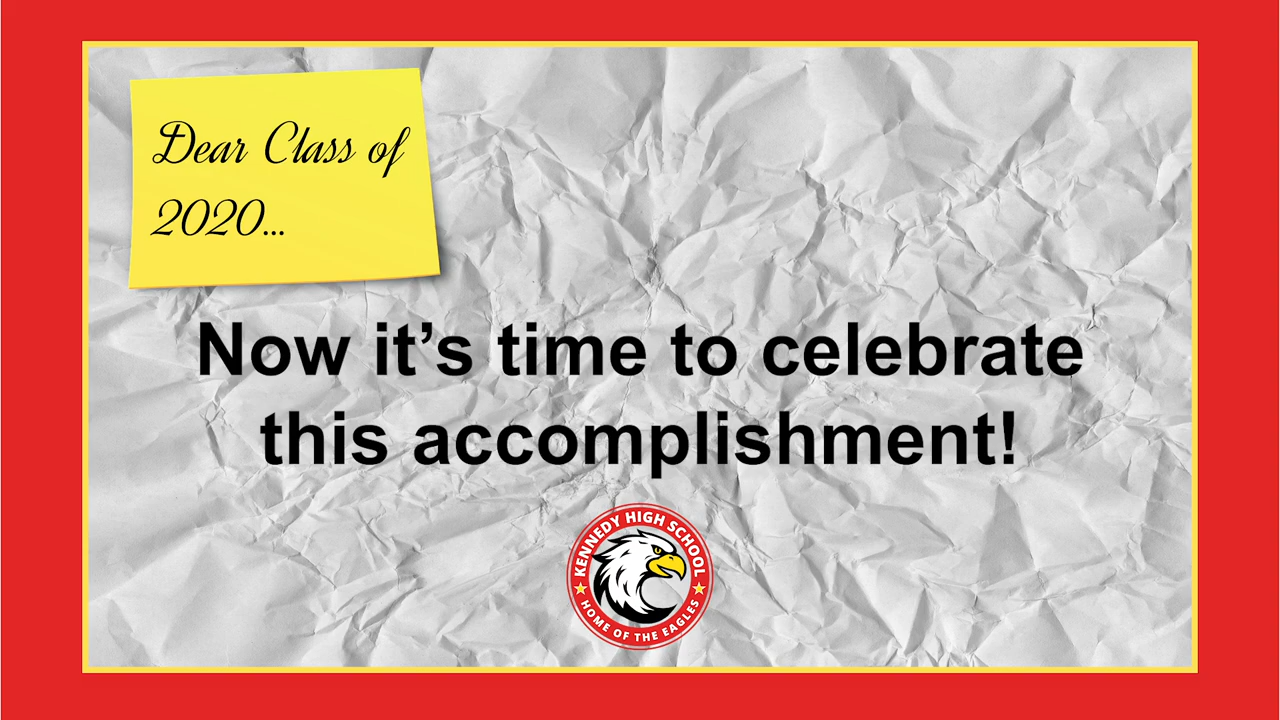 Dear Class of
2020...
Now it’s time to celebrate
this accomplishment!
KENNEDY HIGH SCHOOL
HOME OF THE EAGLES